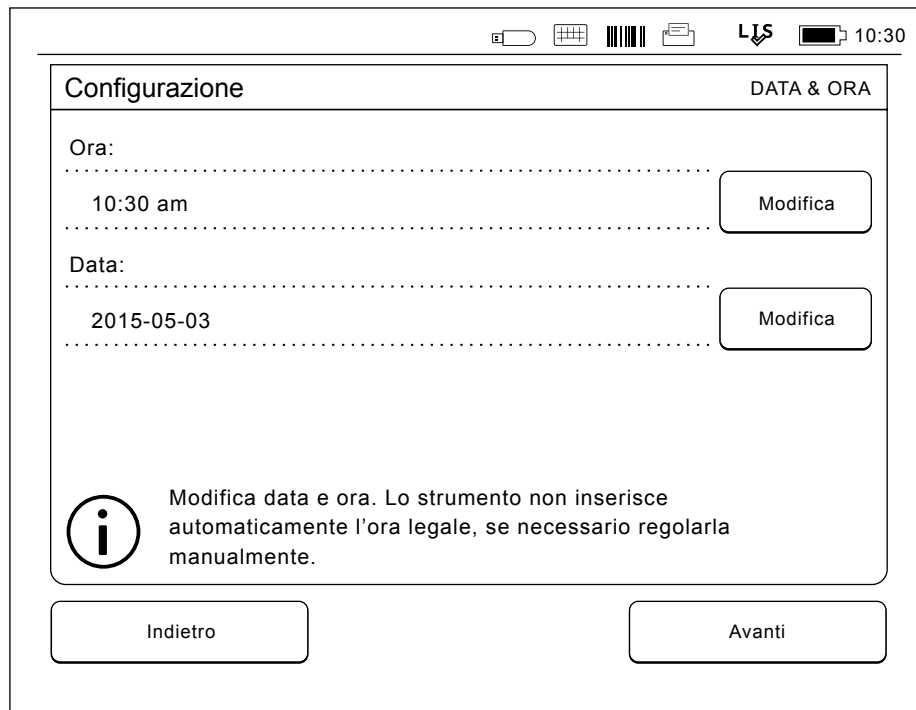 LIS 10:30
Configurazione DATA & ORA
Ora:
10:30 am Modifica
Data:
2015-05-03 Modifica
Modifica data e ora. Lo strumento non inserisce
automaticamente l'ora legale, se necessario regolarla
manualmente.
Indietro Avanti